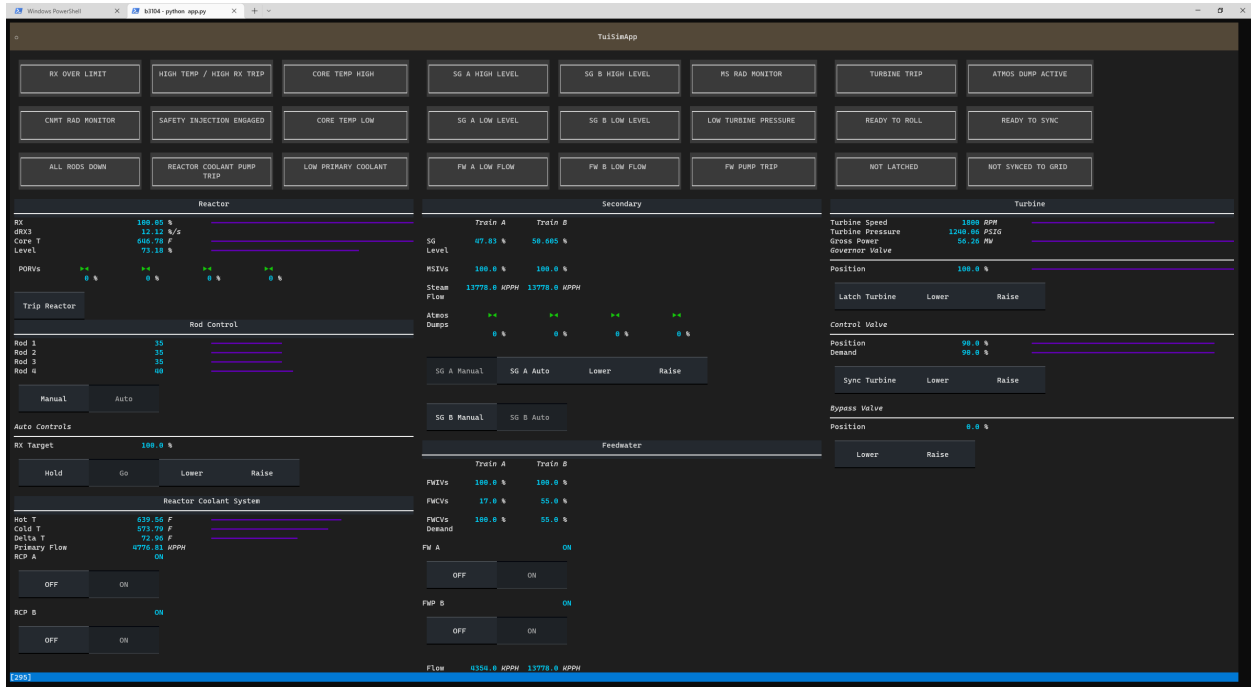 Windows PowerShell
b3104 - python app.py
TuiSimApp
RX OVER LIMIT
HIGH TEMP / HIGH RX TRIP
CORE TEMP HIGH
SG A HIGH LEVEL
SG B HIGH LEVEL
MS RAD MONITOR
TURBINE TRIP
ATMOS DUMP ACTIVE
CNMT RAD MONITOR
SAFETY INJECTION ENGAGED
CORE TEMP LOW
SG A LOW LEVEL
SG B LOW LEVEL
LOW TURBINE PRESSURE
READY TO ROLL
READY TO SYNC
ALL RODS DOWN
REACTOR COOLANT PUMP
TRIP
LOW PRIMARY COOLANT
FW A LOW FLOW
FW B LOW FLOW
FW PUMP TRIP
NOT LATCHED
NOT SYNCED TO GRID
Reactor
RX 100.05 %
dRX3 12.12 %/s
Core T 646.78 F
Level 73.18 %
PORVs
0 % 0 % 0 % 0 %
Trip Reactor
Rod Control
Rod 1 35
Rod 2 35
Rod 3 35
Rod 4 40
Manual Auto
Auto Controls
RX Target 100.0 %
Hold Go Lower Raise
Reactor Coolant System
Hot T 639.56 F
Cold T 573.79 F
Delta T 72.96 F
Primary Flow 4776.81 KPPH
RCP A ON
OFF ON
RCP B ON
OFF ON
Secondary
Train A Train B
SG 47.83 % 50.605 %
Level
MSIVs 100.0 % 100.0 %
Steam 13778.0 KPPH 13778.0 KPPH
Flow
Atmos
Dumps
0 % 0 % 0 % 0 %
SG A Manual SG A Auto Lower Raise
SG B Manual SG B Auto
Feedwater
Train A Train B
FWIVs 100.0 % 100.0 %
FWCVs 17.0 % 55.0 %
FWCVs 100.0 % 55.0 %
Demand
FW A ON
OFF ON
FWP B ON
OFF ON
Flow 4354.0 KPPH 13778.0 KPPH
Turbine
Turbine Speed 1800 RPM
Turbine Pressure 1240.06 PSIG
Gross Power 56.26 MW
Governor Valve
Position 100.0 %
Latch Turbine Lower Raise
Control Valve
Position 90.0 %
Demand 90.0 %
Sync Turbine Lower Raise
Bypass Valve
Position 0.0 %
Lower Raise
[295]